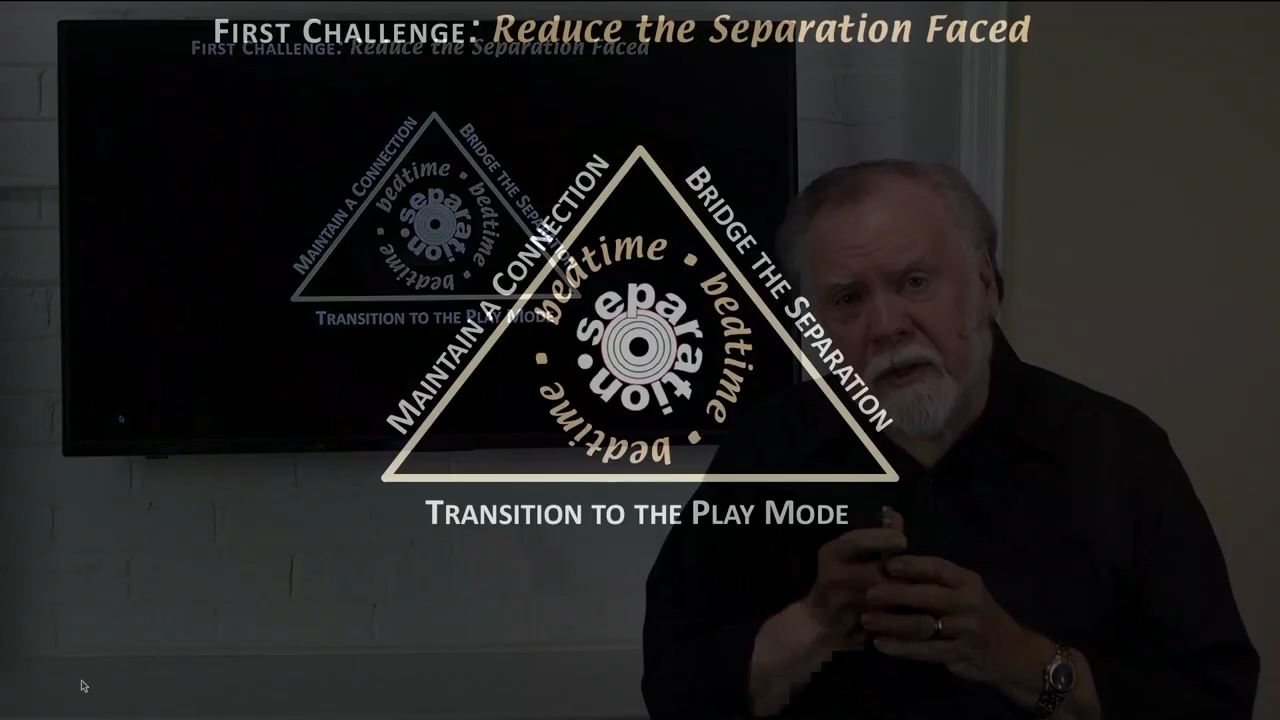 First Challenge: Reduce the Separation Faced
First Challenge: Reduce the Separation Faced
Maintain a Connection
Bridge the Separation
bedtime • bedtime • bedtime • bedtime •
separation •
Transition to the Play Mode
Maintain a Connection
Bridge the Separation
bedtime • bedtime • bedtime • bedtime •
separation •
Transition to the Play Mode